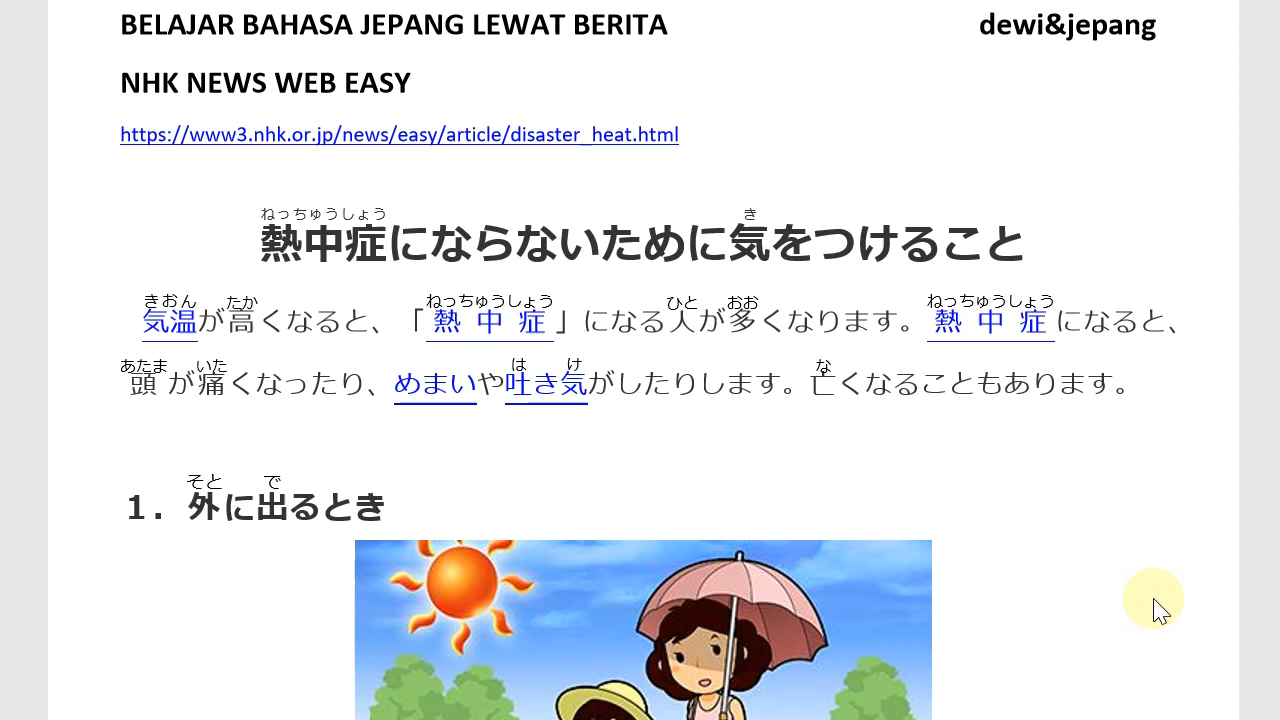 BELAJAR BAHASA JEPANG LEWAT BERITA dewi&jepang
NHK NEWS WEB EASY
https://www3.nhk.or.jp/news/easy/article/disaster_heat.html
ねっちゅうしょう き
熱中症にならないために気をつけること
きおん たか ねっちゅうしょう ひと おお ねっちゅうしょう
気温が高くなると、「熱中症」になる人が多くなります。熱中症になると、
あたま いた は け な
頭が痛くなったり、めまいや吐き気がしたりします。亡くなることもあります。
そと で
1. 外に出るとき